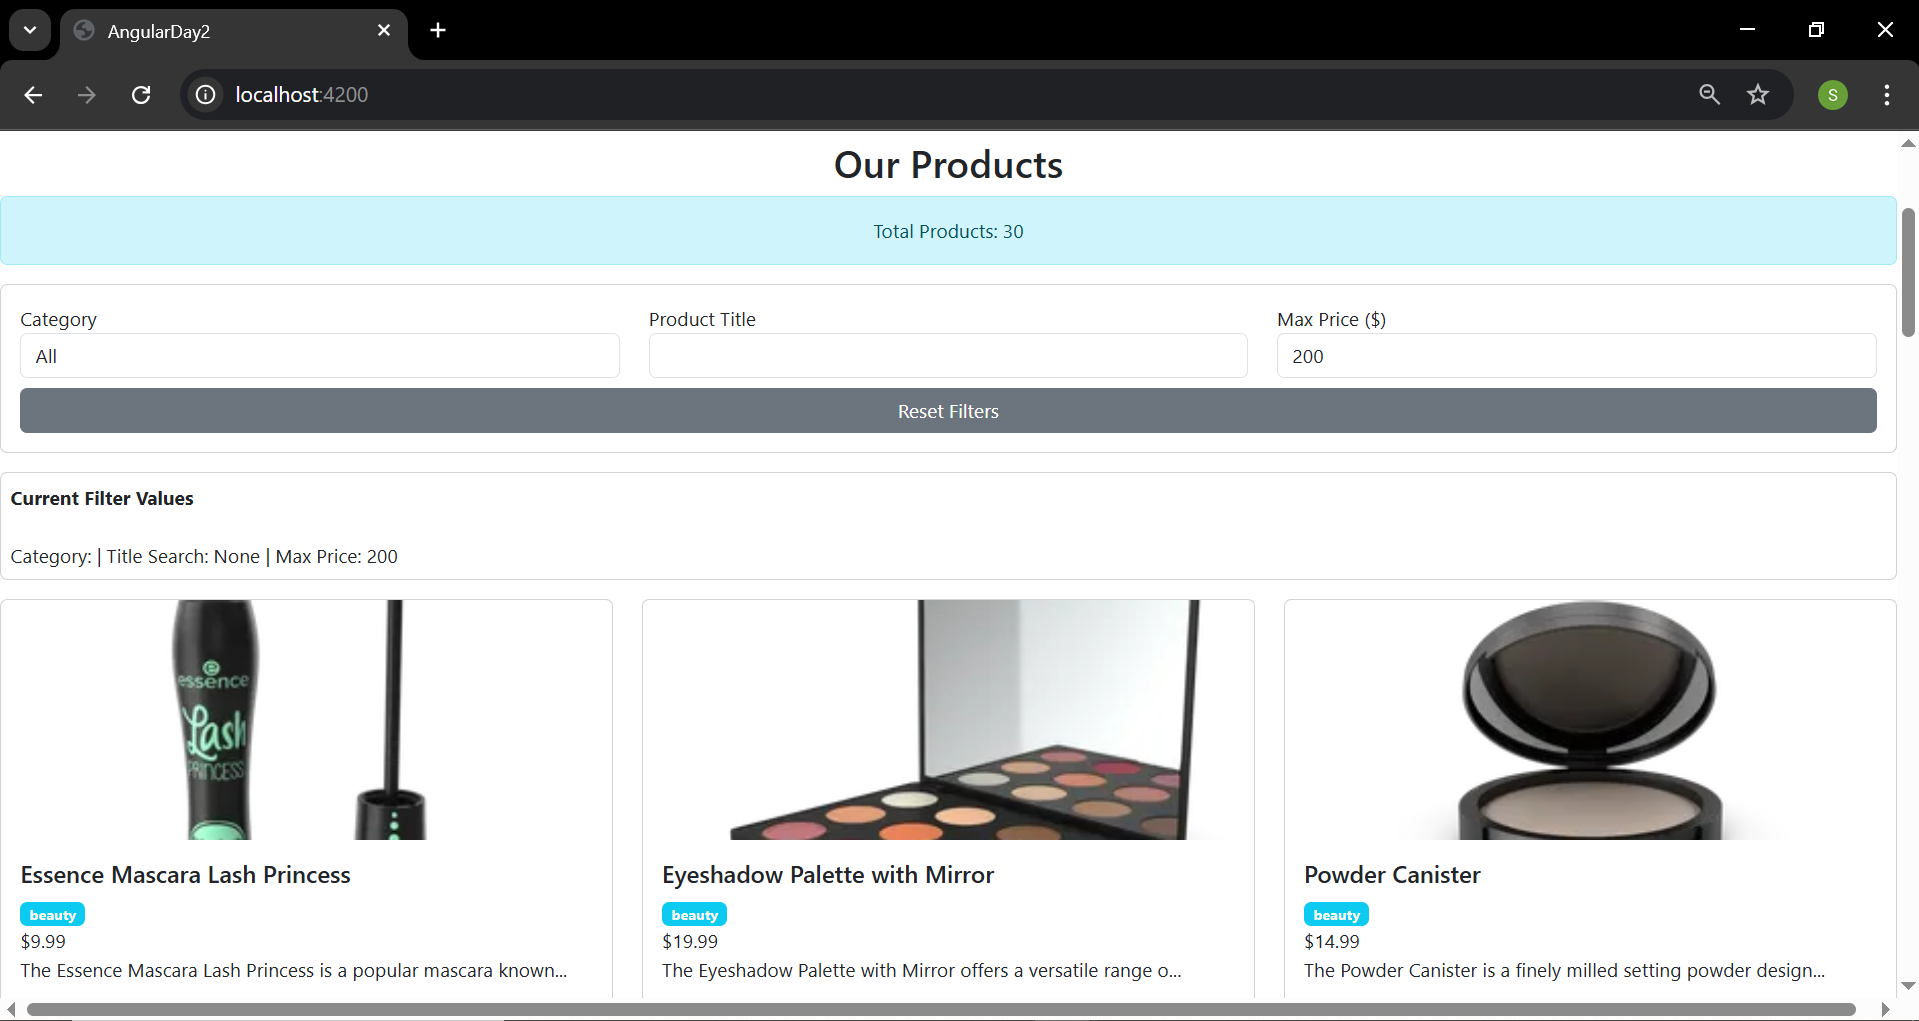 AngularDay2
localhost:4200
S
Our Products
Total Products: 30
Category
Product Title
Max Price ($)
All
200
Reset Filters
Current Filter Values
Category: | Title Search: None | Max Price: 200
e
essence
Lash
PRINCESS
Essence Mascara Lash Princess
beauty
$9.99
The Essence Mascara Lash Princess is a popular mascara known...
Eyeshadow Palette with Mirror
beauty
$19.99
The Eyeshadow Palette with Mirror offers a versatile range o...
Powder Canister
beauty
$14.99
The Powder Canister is a finely milled setting powder design...